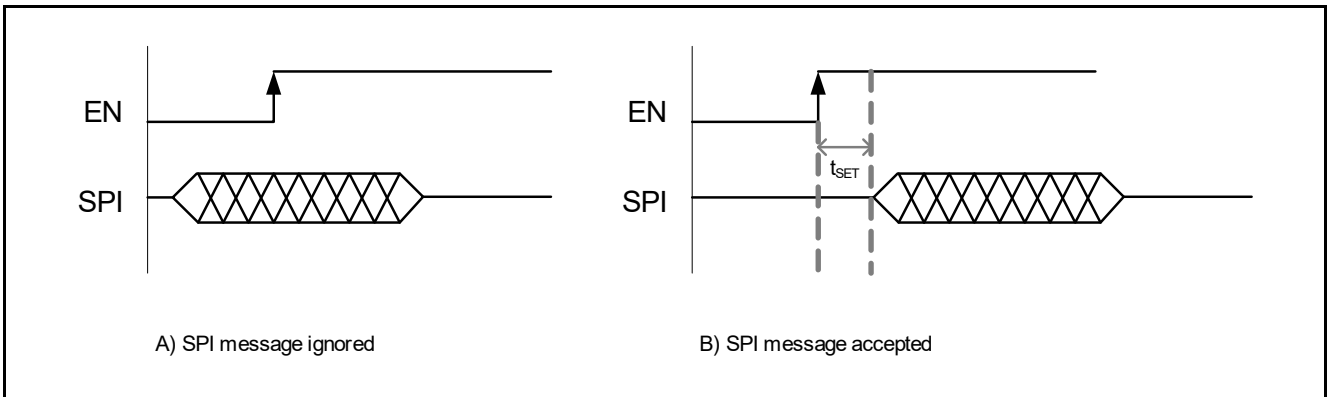 EN
SPI
A) SPI message ignored
EN
tSET
SPI
B) SPI message accepted